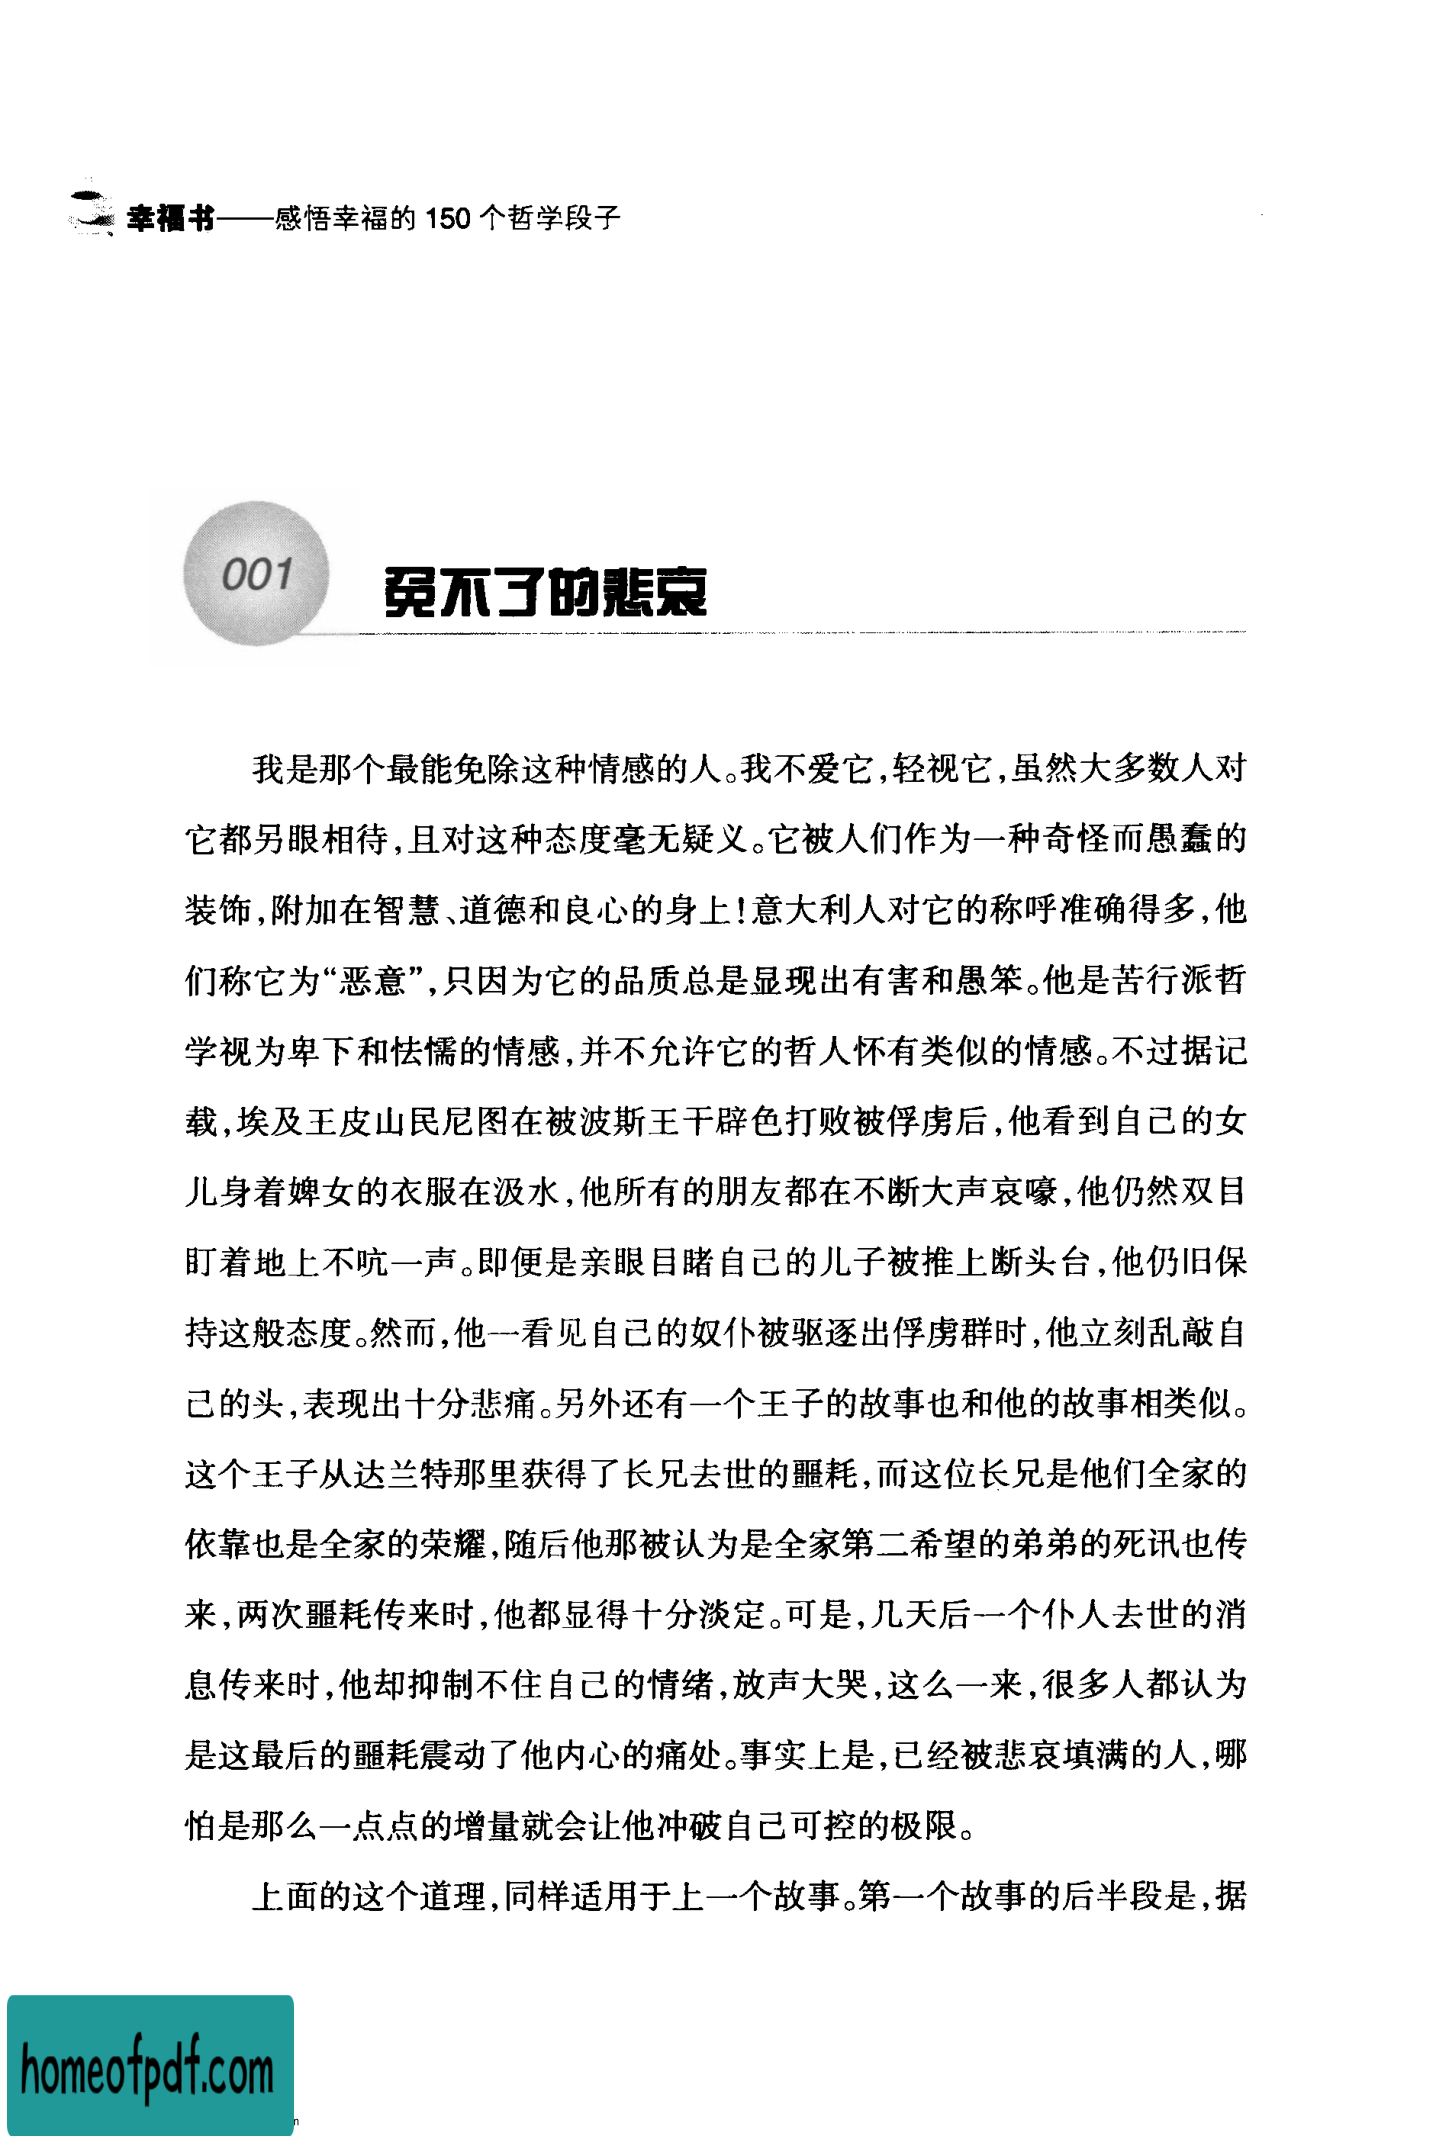 幸福书——感悟幸福的 150 个哲学段子
001
免不了的悲哀
我是那个最能免除这种情感的人。我不爱它,轻视它,虽然大多数人对
它都另眼相待,且对这种态度毫无疑义。它被人们作为一种奇怪而愚蠢的
装饰,附加在智慧、道德和良心的身上!意大利人对它的称呼准确得多,他
们称它为“恶意”,只因为它的品质总是显现出有害和愚笨。他是苦行派哲
学视为卑下和怯懦的情感,并不允许它的哲人怀有类似的情感。不过据记
载,埃及王皮山民尼图在被波斯王干辟色打败被俘虏后,他看到自己的女
儿身着婢女的衣服在汲水,他所有的朋友都在不断大声哀嚎,他仍然双目
盯着地上不吭一声。即便是亲眼目睹自己的儿子被推上断头台,他仍旧保
持这般态度。然而,他一看见自己的奴仆被驱逐出俘虏群时,他立刻乱敲自
己的头,表现出十分悲痛。另外还有一个王子的故事也和他的故事相类似。
这个王子从达兰特那里获得了长兄去世的噩耗,而这位长兄是他们全家的
依靠也是全家的荣耀,随后他那被认为是全家第二希望的弟弟的死讯也传
来,两次噩耗传来时,他都显得十分淡定。可是,几天后一个仆人去世的消
息传来时,他却抑制不住自己的情绪,放声大哭,这么一来,很多人都认为
是这最后的噩耗震动了他内心的痛处。事实上是,已经被悲哀填满的人,哪
怕是那么一点点的增量就会让他冲破自己可控的极限。
上面的这个道理,同样适用于上一个故事。第一个故事的后半段是,据
homeofpdf.com